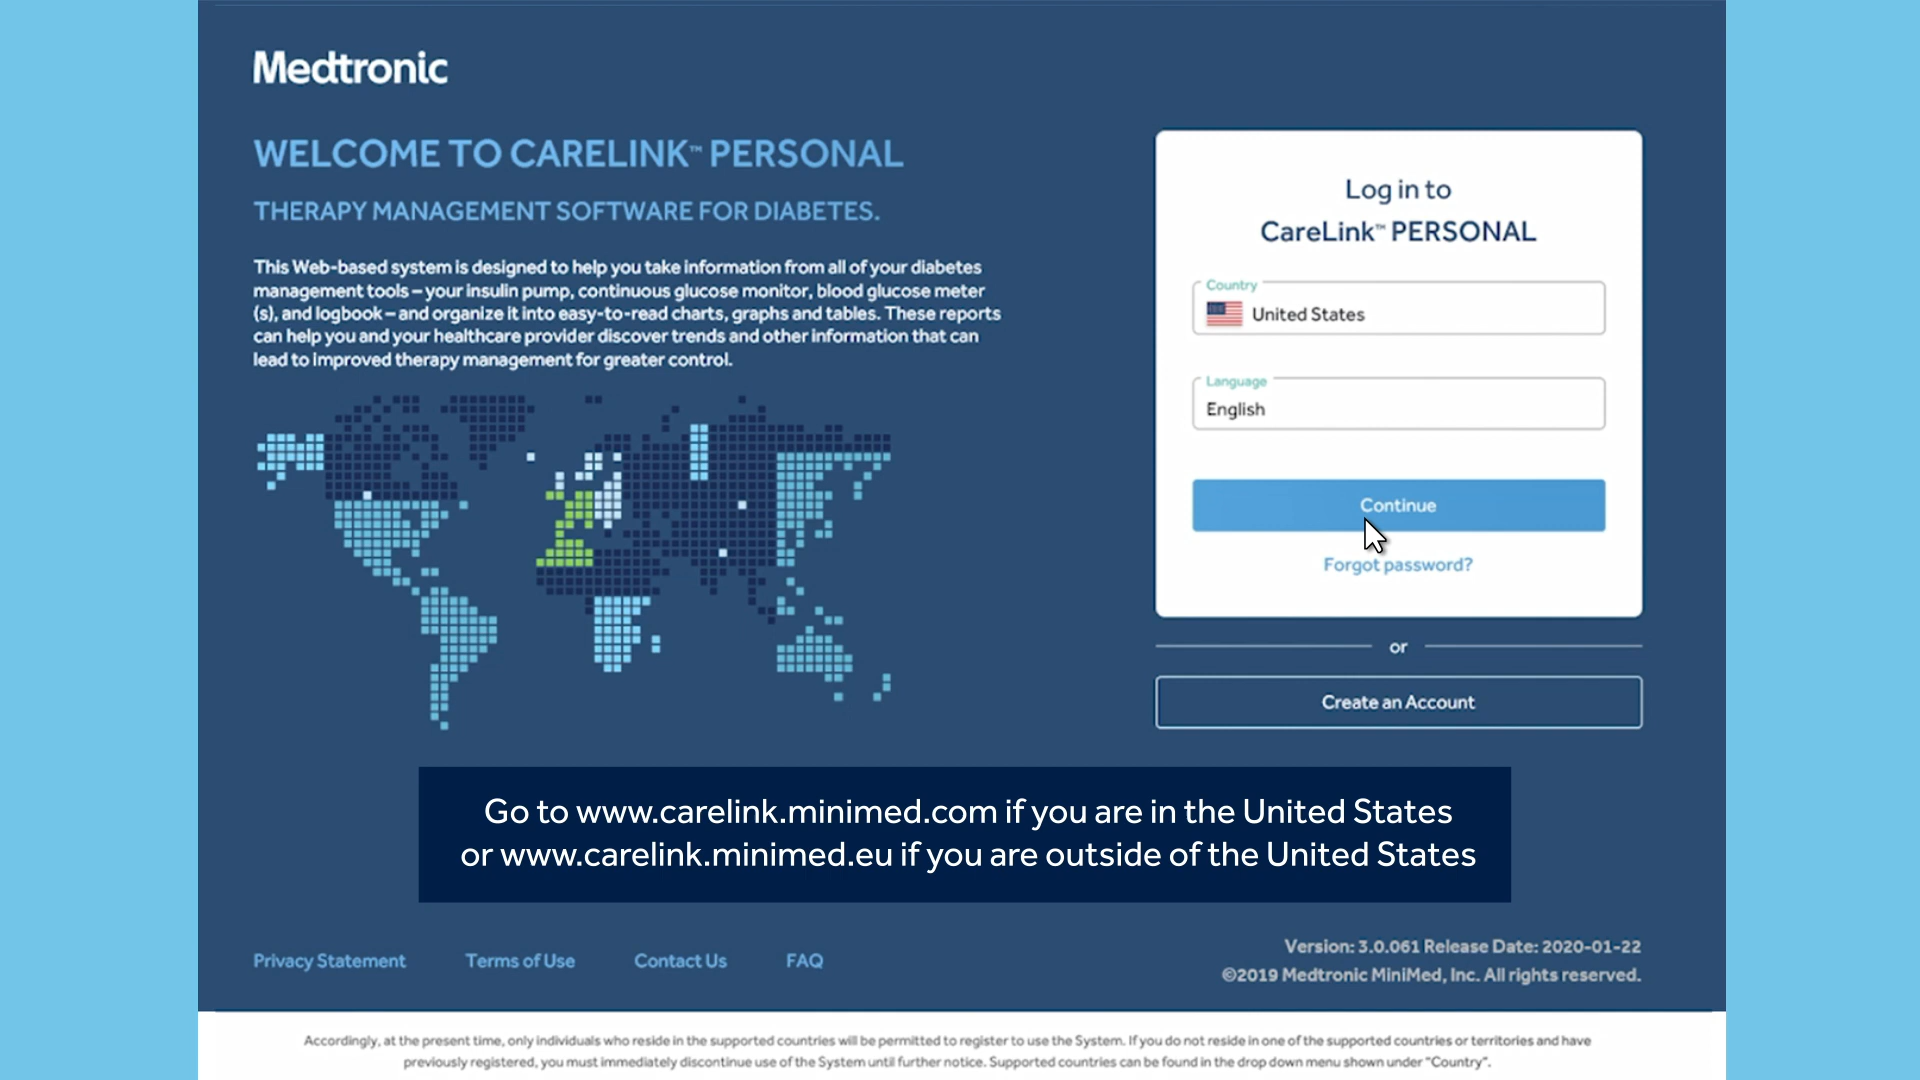 Medtronic
WELCOME TO CARELINK™ PERSONAL
THERAPY MANAGEMENT SOFTWARE FOR DIABETES.
This Web-based system is designed to help you take information from all of your diabetes
management tools – your insulin pump, continuous glucose monitor, blood glucose meter
(s), and logbook – and organize it into easy-to-read charts, graphs and tables. These reports
can help you and your healthcare provider discover trends and other information that can
lead to improved therapy management for greater control.
Log in to
CareLink™ PERSONAL
Country
United States
Language
English
Continue
Forgot password?
or
Create an Account
Go to www.carelink.minimed.com if you are in the United States
or www.carelink.minimed.eu if you are outside of the United States
Privacy Statement Terms of Use Contact Us FAQ
Version: 3.0.061 Release Date: 2020-01-22
©2019 Medtronic MiniMed, Inc. All rights reserved.
Accordingly, at the present time, only individuals who reside in the supported countries will be permitted to register to use the System. If you do not reside in one of the supported countries or territories and have
previously registered, you must immediately discontinue use of the System until further notice. Supported countries can be found in the drop down menu shown under "Country".